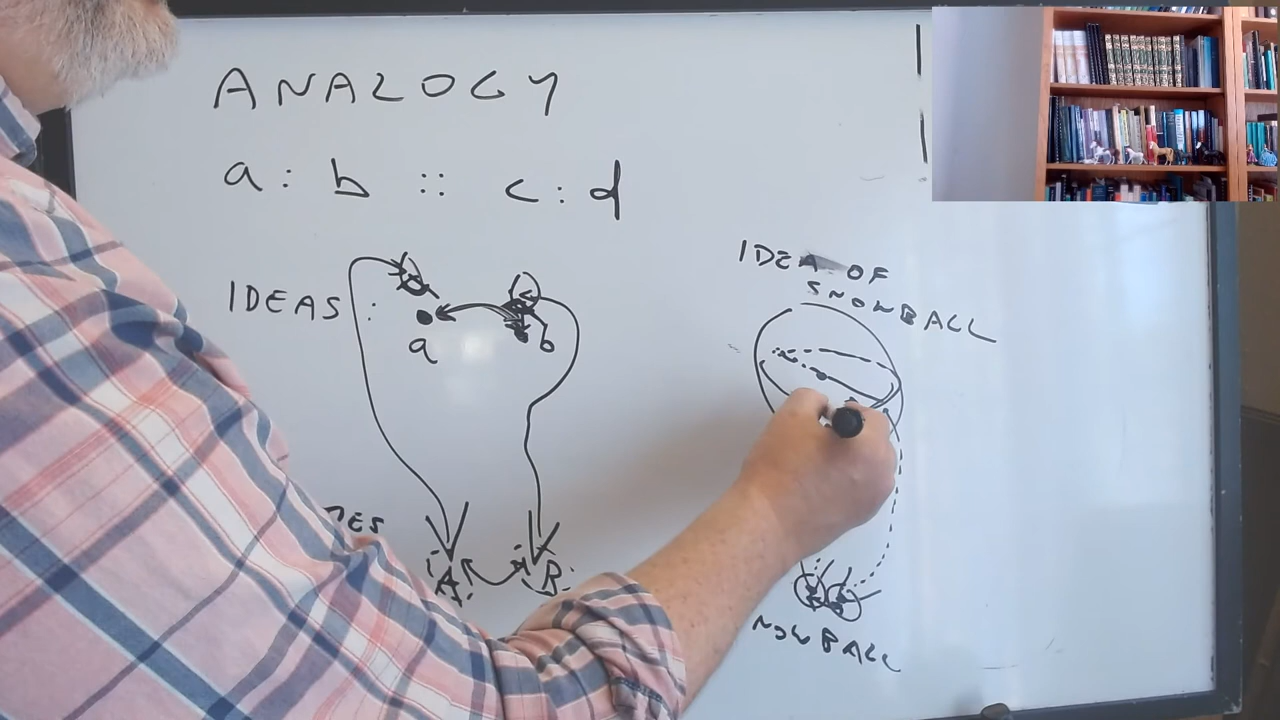 ANALOGY
a : b :: c : d
IDEAS :
a
b
IDEA OF
SNOWBALL
A
B
NOWBALL